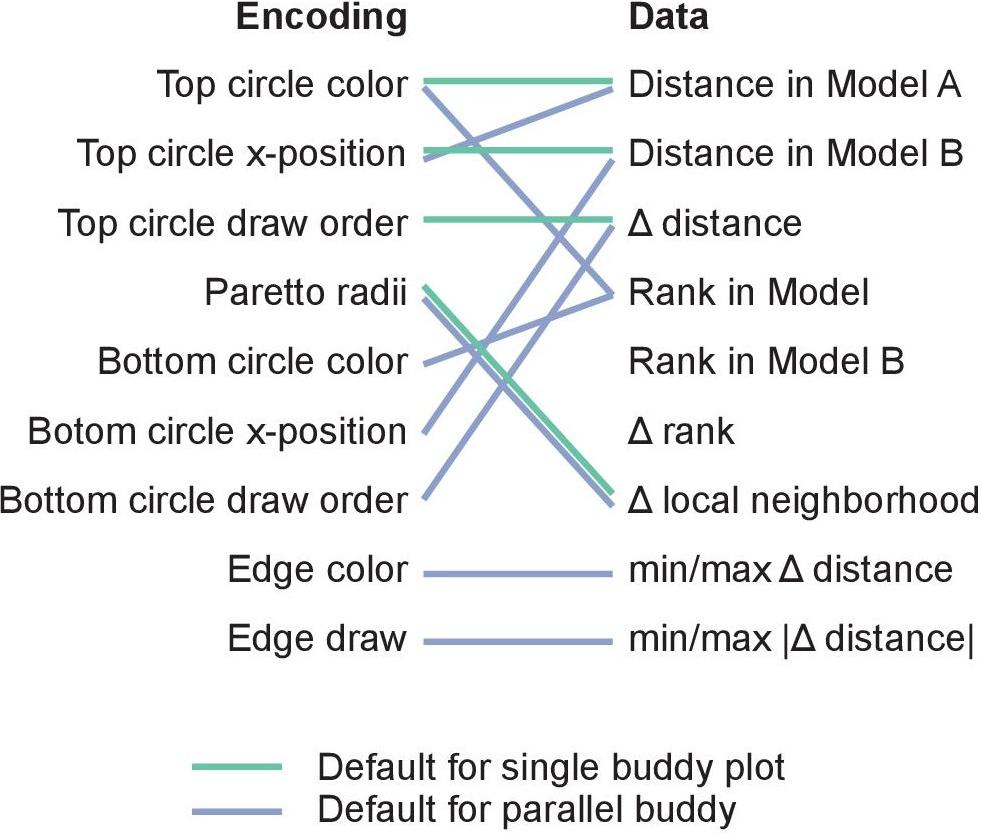 Encoding Data
Top circle color Distance in Model A
Top circle x-position Distance in Model B
Top circle draw order Δ distance
Paretto radii Rank in Model
Bottom circle color Rank in Model B
Botom circle x-position Δ rank
Bottom circle draw order Δ local neighborhood
Edge color min/max Δ distance
Edge draw min/max |Δ distance|
Default for single buddy plot
Default for parallel buddy